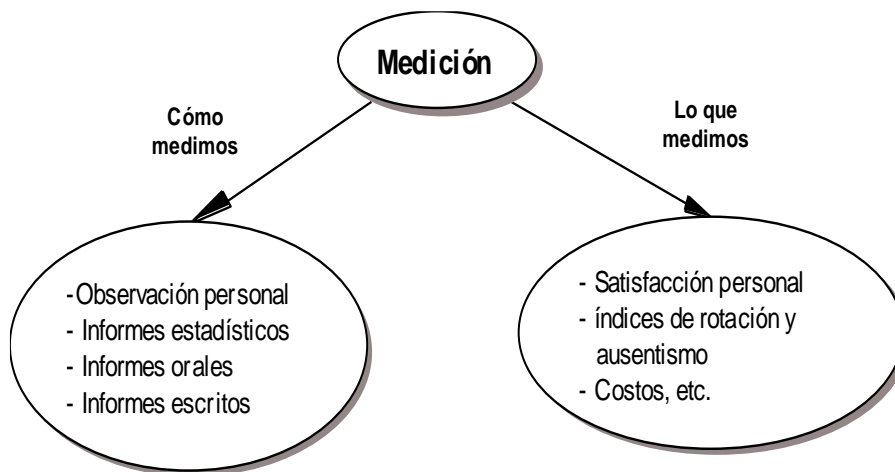 Medición
Cómo
medimos
Lo que
medimos
-Observación personal
- Informes estadísticos
- Informes orales
- Informes escritos
- Satisfacción personal
- índices de rotación y
ausentismo
- Costos, etc.